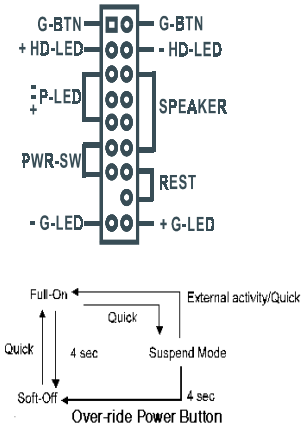 G-BTN G-BTN
+ HD-LED - HD-LED
-
- P-LED
+
SPEAKER
PWR-SW
REST
- G-LED + G-LED
Full-On External activity/Quick
Quick
Quick 4 sec Suspend Mode
Soft-Off 4 sec
Over-ride Power Button